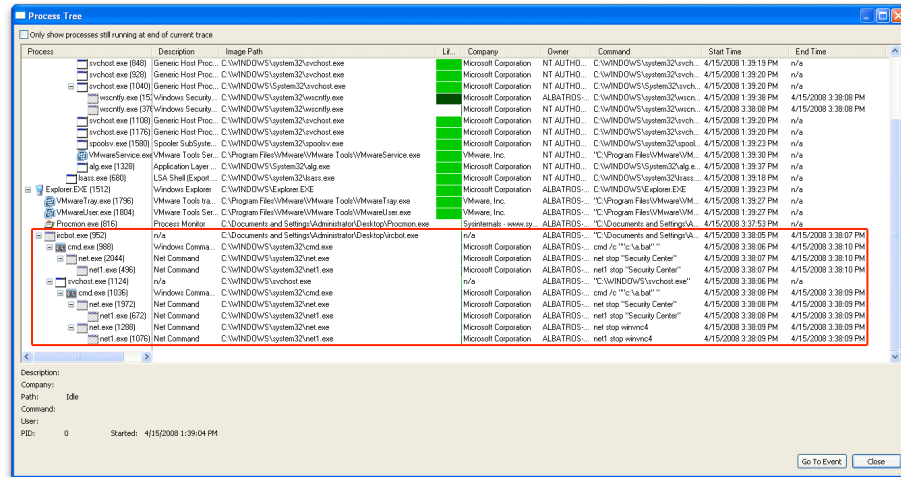 Process Tree
Only show processes still running at end of current trace
Process Description Image Path Lif... Company Owner Command Start Time End Time
svchost.exe (848) Generic Host Proc... C:\WINDOWS\system32\svchost.exe Microsoft Corporation NT AUTHO... C:\WINDOWS\system32\svch... 4/15/2008 1:39:19 PM n/a
svchost.exe (928) Generic Host Proc... C:\WINDOWS\system32\svchost.exe Microsoft Corporation NT AUTHO... C:\WINDOWS\system32\svch... 4/15/2008 1:39:20 PM n/a
svchost.exe (1040) Generic Host Proc... C:\WINDOWS\System32\svchost.exe Microsoft Corporation NT AUTHO... C:\WINDOWS\System32\svch... 4/15/2008 1:39:20 PM n/a
wscntfy.exe (15 Windows Security... C:\WINDOWS\system32\wscntfy.exe Microsoft Corporation ALBATROS-... C:\WINDOWS\system32\wscn... 4/15/2008 1:39:38 PM 4/15/2008 3:38:08 PM
wscntfy.exe (37 Windows Security... C:\WINDOWS\system32\wscntfy.exe Microsoft Corporation NT AUTHO... C:\WINDOWS\system32\wscn... 4/15/2008 3:38:08 PM 4/15/2008 3:38:08 PM
svchost.exe (1108) Generic Host Proc... C:\WINDOWS\system32\svchost.exe Microsoft Corporation NT AUTHO... C:\WINDOWS\system32\svch... 4/15/2008 1:39:20 PM n/a
svchost.exe (1176) Generic Host Proc... C:\WINDOWS\system32\svchost.exe Microsoft Corporation NT AUTHO... C:\WINDOWS\system32\svch... 4/15/2008 1:39:20 PM n/a
spoolsv.exe (1580) Spooler SubSyste... C:\WINDOWS\system32\spoolsv.exe Microsoft Corporation NT AUTHO... C:\WINDOWS\system32\spool... 4/15/2008 1:39:23 PM n/a
VMwareService.exe VMware Tools Ser... C:\Program Files\VMware\VMware Tools\VMwareService.exe VMware, Inc. NT AUTHO... "C:\Program Files\VMware\VM... 4/15/2008 1:39:30 PM n/a
alg.exe (1328) Application Layer ... C:\WINDOWS\System32\alg.exe Microsoft Corporation NT AUTHO... C:\WINDOWS\System32\alg.e... 4/15/2008 1:39:37 PM n/a
lsass.exe (680) LSA Shell (Export ... C:\WINDOWS\system32\lsass.exe Microsoft Corporation NT AUTHO... C:\WINDOWS\system32\lsass.... 4/15/2008 1:39:18 PM n/a
Explorer.EXE (1512) Windows Explorer C:\WINDOWS\Explorer.EXE Microsoft Corporation ALBATROS-... C:\WINDOWS\Explorer.EXE 4/15/2008 1:39:23 PM n/a
VMwareTray.exe (1796) VMware Tools tra... C:\Program Files\VMware\VMware Tools\VMwareTray.exe VMware, Inc. ALBATROS-... "C:\Program Files\VMware\VM... 4/15/2008 1:39:27 PM n/a
VMwareUser.exe (1804) VMware Tools Ser... C:\Program Files\VMware\VMware Tools\VMwareUser.exe VMware, Inc. ALBATROS-... "C:\Program Files\VMware\VM... 4/15/2008 1:39:27 PM n/a
Procmon.exe (816) Process Monitor C:\Documents and Settings\Administrator\Desktop\Procmon.exe Sysinternals - www.sy... ALBATROS-... "C:\Documents and Settings\A... 4/15/2008 3:37:53 PM n/a
ircbot.exe (952) n/a C:\Documents and Settings\Administrator\Desktop\ircbot.exe n/a ALBATROS-... "C:\Documents and Settings\A... 4/15/2008 3:38:05 PM 4/15/2008 3:38:07 PM
cmd.exe (988) Windows Comma... C:\WINDOWS\system32\cmd.exe Microsoft Corporation ALBATROS-... cmd /c ""c:\a.bat" " 4/15/2008 3:38:06 PM 4/15/2008 3:38:10 PM
net.exe (2044) Net Command C:\WINDOWS\system32\net.exe Microsoft Corporation ALBATROS-... net stop "Security Center" 4/15/2008 3:38:07 PM 4/15/2008 3:38:10 PM
net1.exe (496) Net Command C:\WINDOWS\system32\net1.exe Microsoft Corporation ALBATROS-... net1 stop "Security Center" 4/15/2008 3:38:07 PM 4/15/2008 3:38:10 PM
svchost.exe (1124) n/a C:\WINDOWS\svchost.exe n/a ALBATROS-... "C:\WINDOWS\svchost.exe" 4/15/2008 3:38:06 PM n/a
cmd.exe (1036) Windows Comma... C:\WINDOWS\system32\cmd.exe Microsoft Corporation ALBATROS-... cmd /c ""c:\a.bat" " 4/15/2008 3:38:08 PM 4/15/2008 3:38:09 PM
net.exe (1972) Net Command C:\WINDOWS\system32\net.exe Microsoft Corporation ALBATROS-... net stop "Security Center" 4/15/2008 3:38:08 PM 4/15/2008 3:38:09 PM
net1.exe (672) Net Command C:\WINDOWS\system32\net1.exe Microsoft Corporation ALBATROS-... net1 stop "Security Center" 4/15/2008 3:38:08 PM 4/15/2008 3:38:09 PM
net.exe (1288) Net Command C:\WINDOWS\system32\net.exe Microsoft Corporation ALBATROS-... net stop winvnc4 4/15/2008 3:38:09 PM 4/15/2008 3:38:09 PM
net1.exe (1076) Net Command C:\WINDOWS\system32\net1.exe Microsoft Corporation ALBATROS-... net1 stop winvnc4 4/15/2008 3:38:09 PM 4/15/2008 3:38:09 PM
Description:
Company:
Path: Idle
Command:
User:
PID: 0 Started: 4/15/2008 1:39:04 PM
Go To Event Close